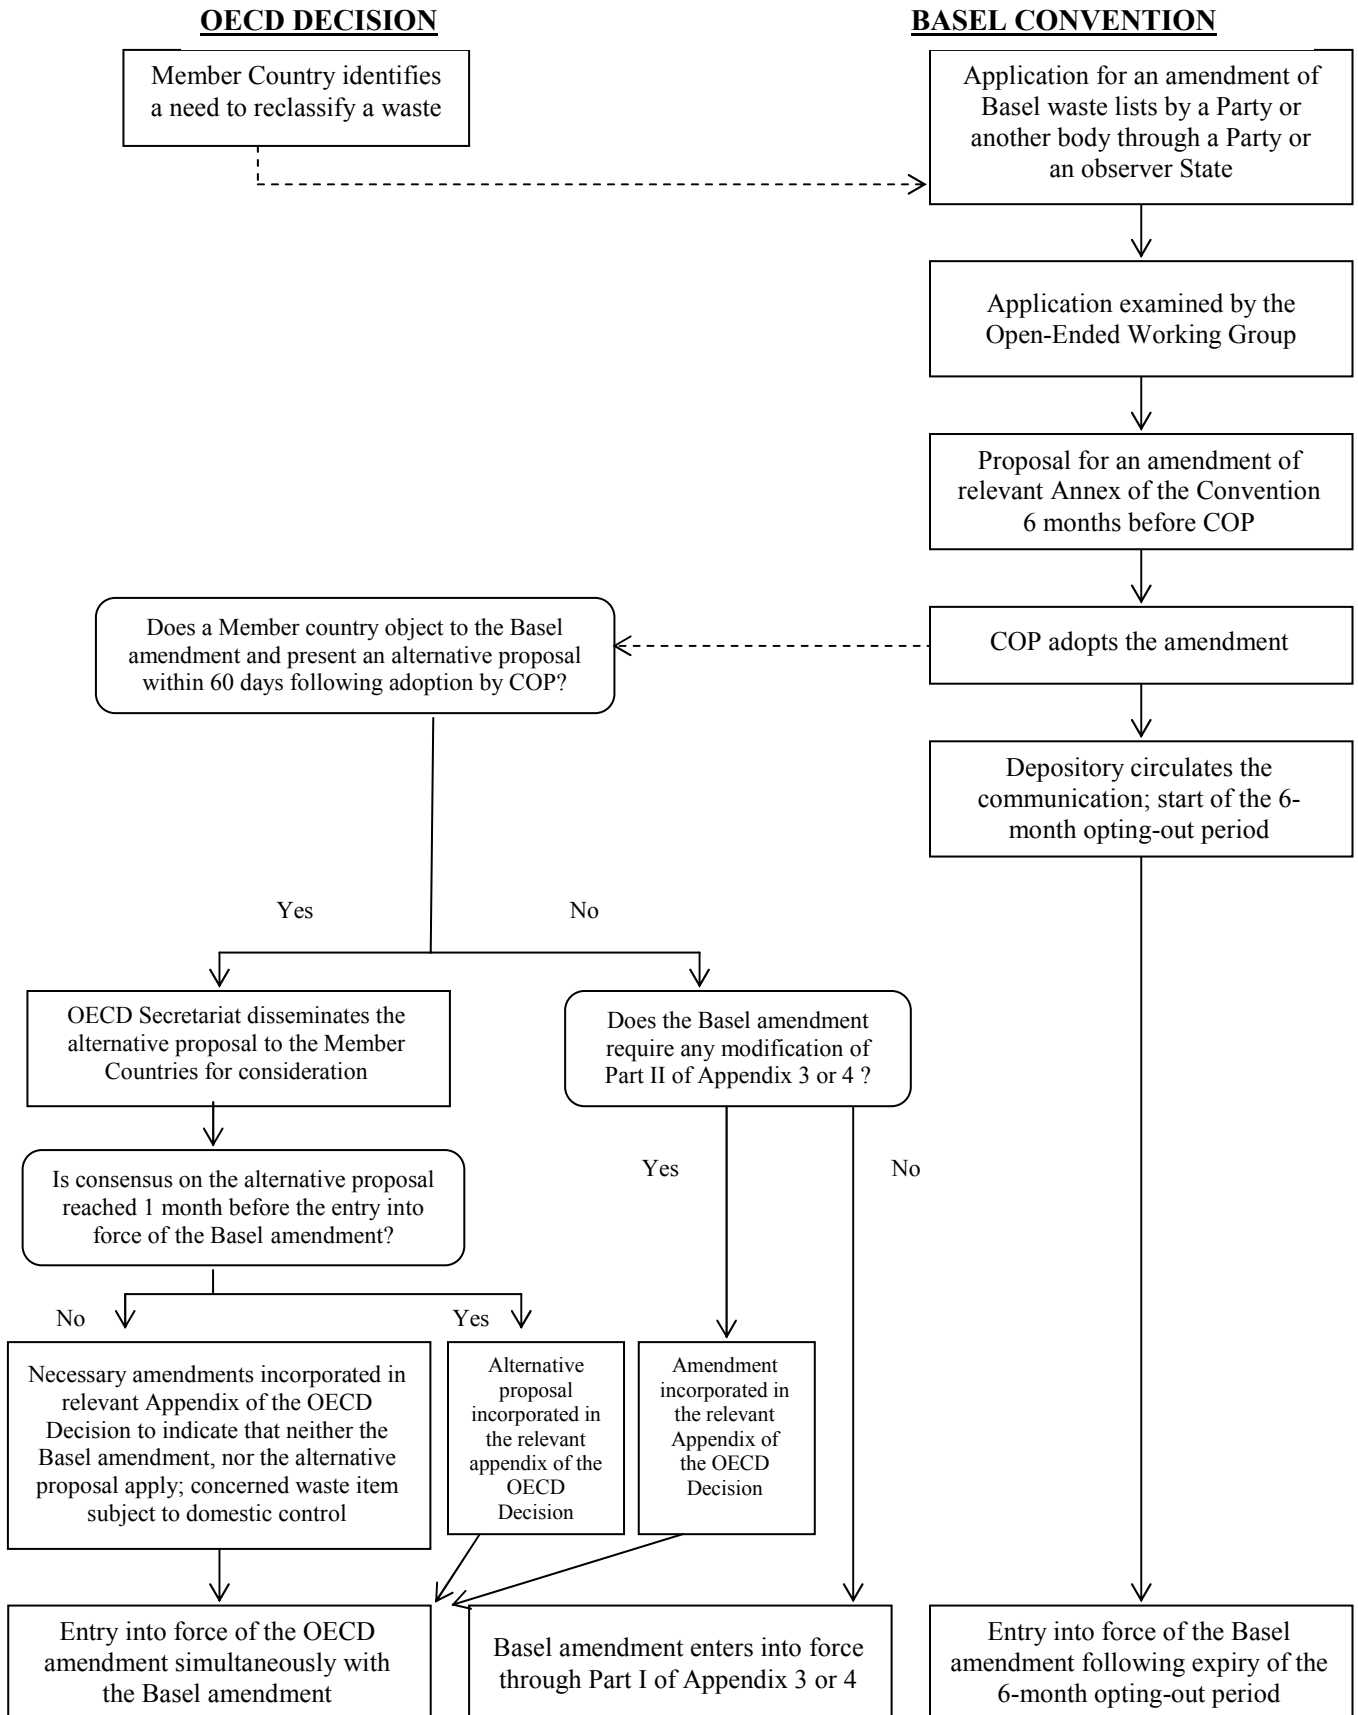 OECD DECISION
BASEL CONVENTION
Member Country identifies
a need to reclassify a waste
Application for an amendment of
Basel waste lists by a Party or
another body through a Party or
an observer State
Application examined by the
Open-Ended Working Group
Proposal for an amendment of
relevant Annex of the Convention
6 months before COP
Does a Member country object to the Basel
amendment and present an alternative proposal
within 60 days following adoption by COP?
COP adopts the amendment
Depository circulates the
communication; start of the 6-
month opting-out period
Yes
No
OECD Secretariat disseminates the
alternative proposal to the Member
Countries for consideration
Does the Basel amendment
require any modification of
Part II of Appendix 3 or 4 ?
Is consensus on the alternative proposal
reached 1 month before the entry into
force of the Basel amendment?
Yes
No
No
Yes
Necessary amendments incorporated in
relevant Appendix of the OECD
Decision to indicate that neither the
Basel amendment, nor the alternative
proposal apply; concerned waste item
subject to domestic control
Alternative
proposal
incorporated in
the relevant
appendix of the
OECD
Decision
Amendment
incorporated in
the relevant
Appendix of
the OECD
Decision
Entry into force of the OECD
amendment simultaneously with
the Basel amendment
Basel amendment enters into force
through Part I of Appendix 3 or 4
Entry into force of the Basel
amendment following expiry of the
6-month opting-out period